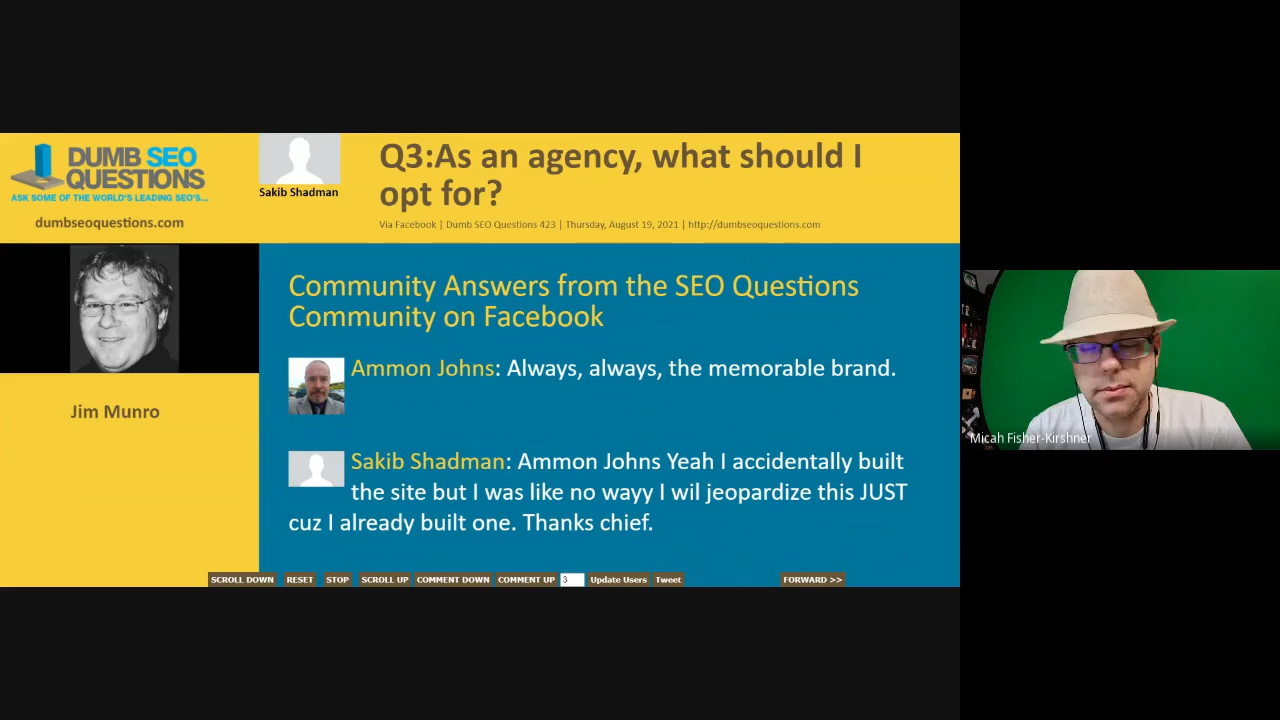 DUMB SEO
QUESTIONS
ASK SOME OF THE WORLD'S LEADING SEO'S...
dumbseoquestions.com
Sakib Shadman
Q3:As an agency, what should I
opt for?
Via Facebook | Dumb SEO Questions 423 | Thursday, August 19, 2021 | http://dumbseoquestions.com
Jim Munro
Community Answers from the SEO Questions
Community on Facebook
Ammon Johns: Always, always, the memorable brand.
Sakib Shadman: Ammon Johns Yeah I accidentally built
the site but I was like no wayy I wil jeopardize this JUST
cuz I already built one. Thanks chief.
SCROLL DOWN RESET STOP SCROLL UP COMMENT DOWN COMMENT UP 3 Update Users Tweet FORWARD >>
Micah Fisher-Kirshner